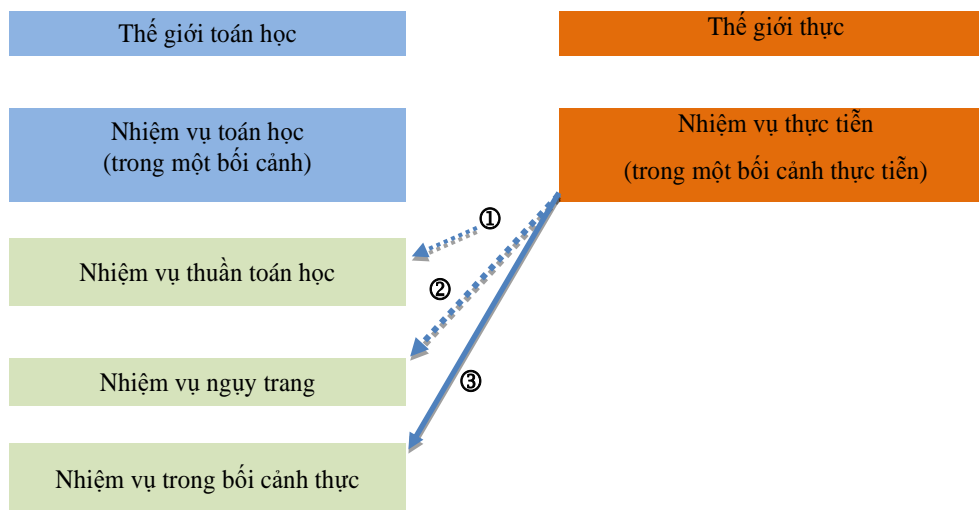 Thế giới toán học
Thế giới thực
Nhiệm vụ toán học
(trong một bối cảnh)
Nhiệm vụ thực tiễn
(trong một bối cảnh thực tiễn)
①
Nhiệm vụ thuần toán học
②
Nhiệm vụ ngụy trang
③
Nhiệm vụ trong bối cảnh thực